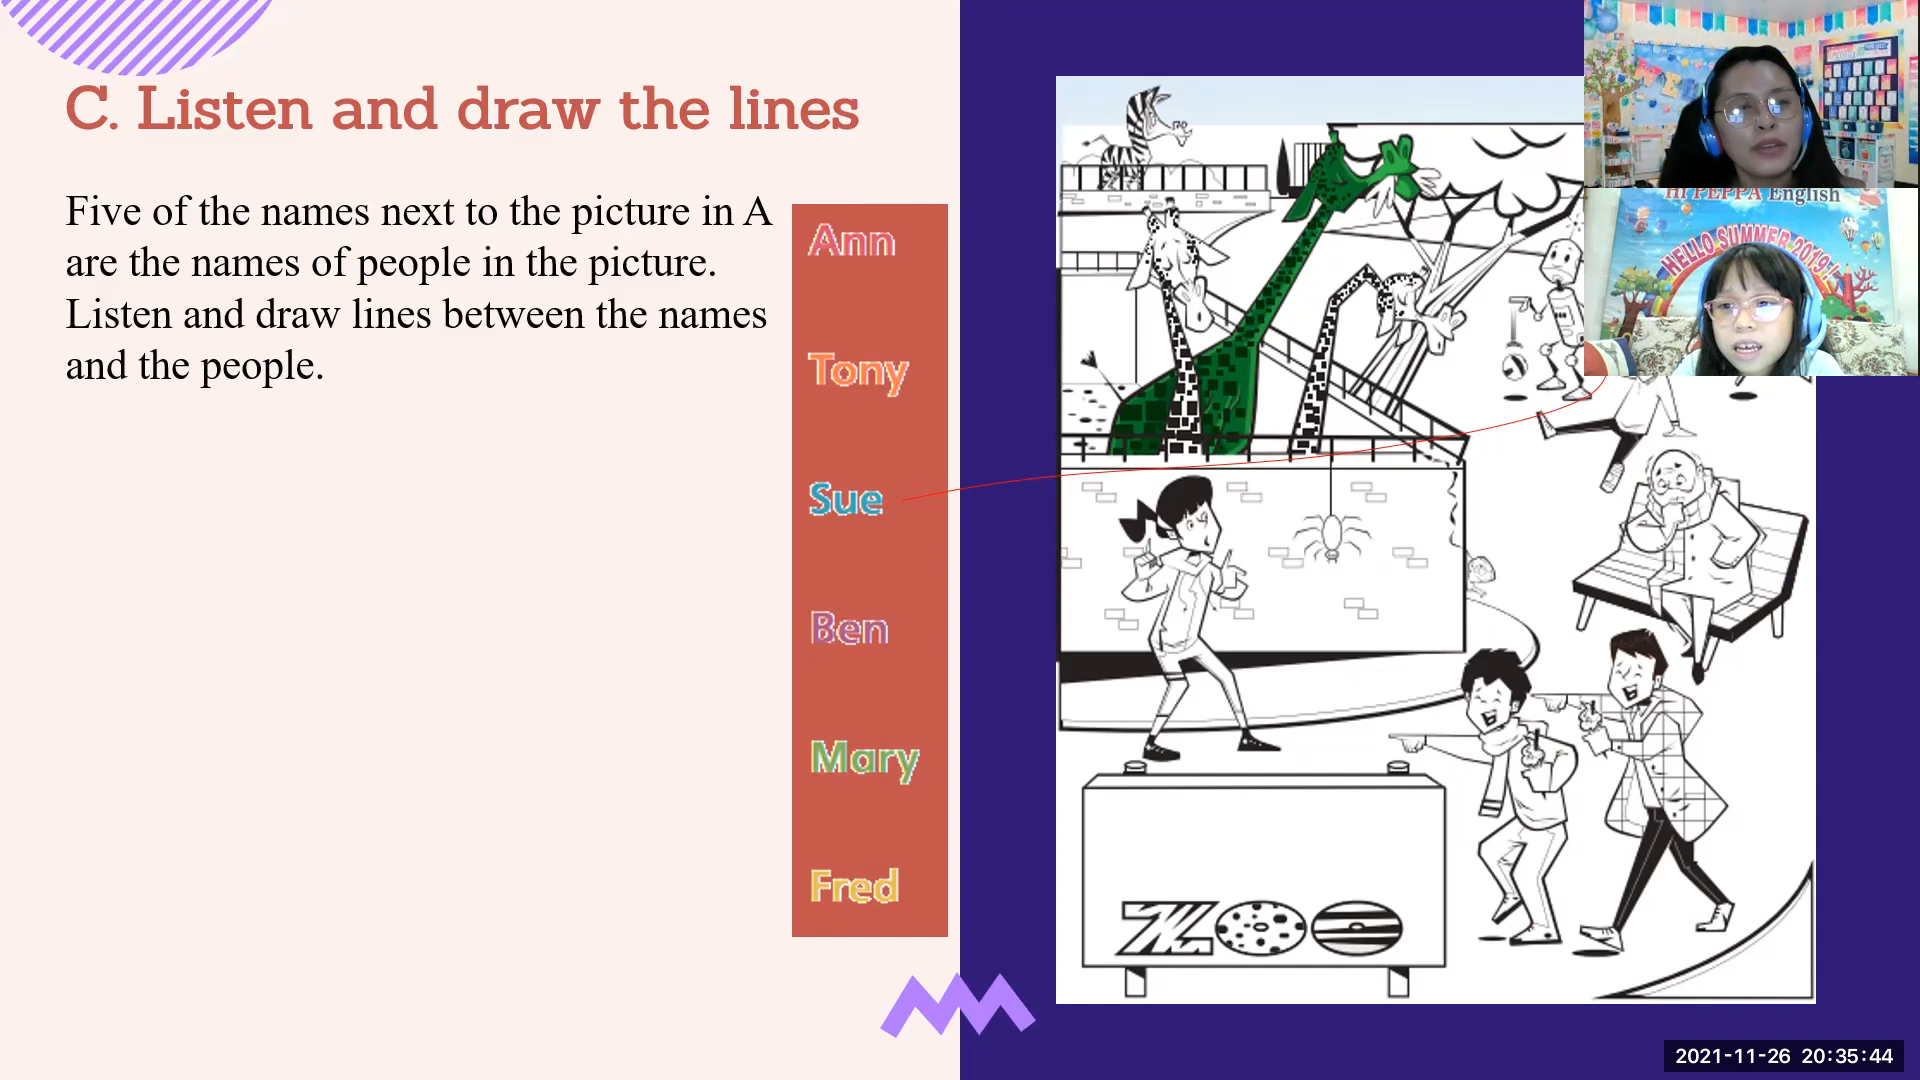 C. Listen and draw the lines
Five of the names next to the picture in A
are the names of people in the picture.
Listen and draw lines between the names
and the people.
Ann
Tony
Sue
Ben
Mary
Fred
ZOO
HI PEPPA English
HELLO SUMMER 2019!
2021-11-26 20:35:44